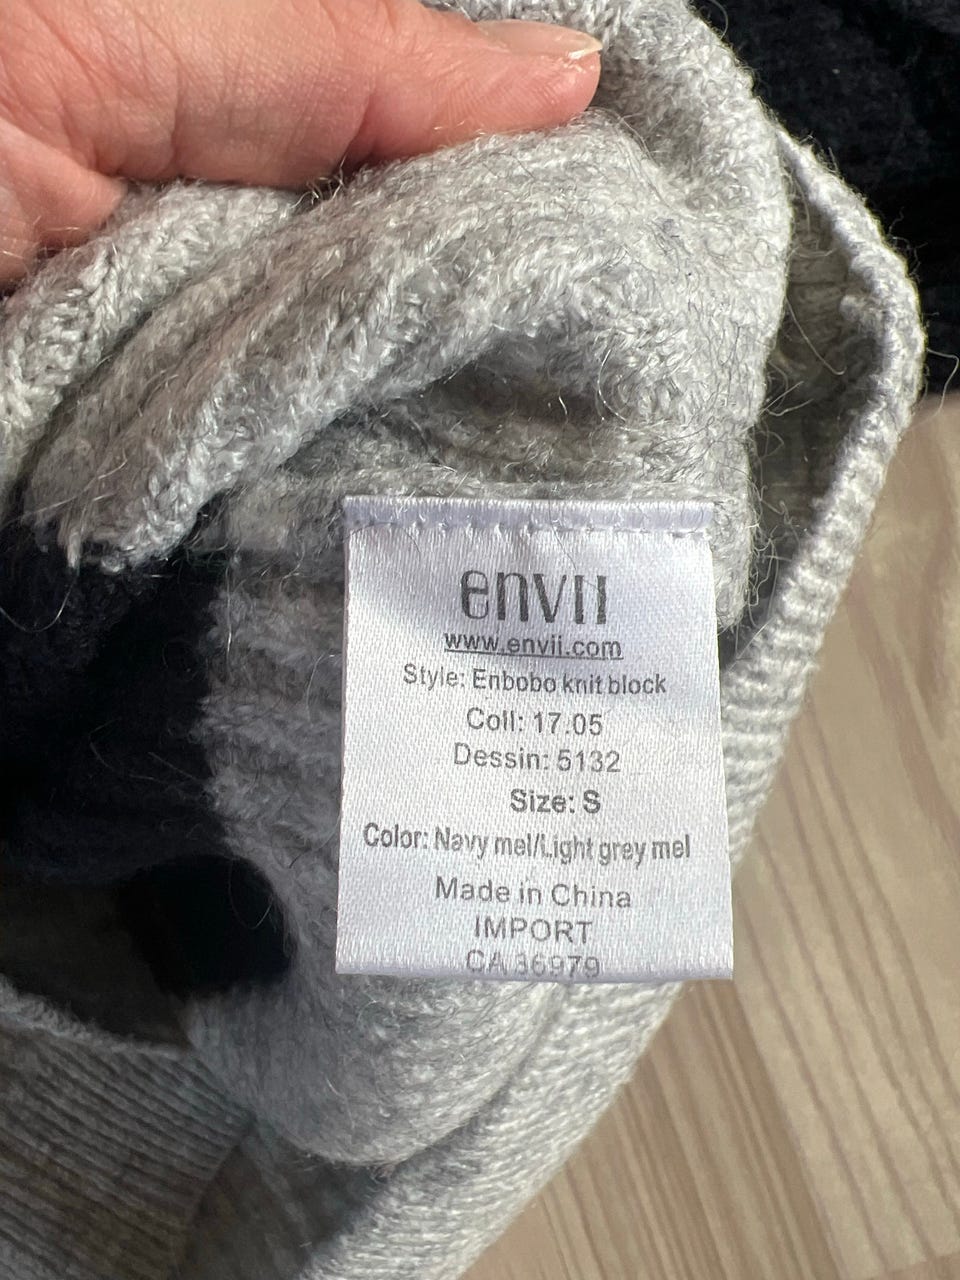 envii
www.envii.com
Style: Enbobo knit block
Coll: 17.05
Dessin: 5132
Size: S
Color: Navy mel/Light grey mel
Made in China
IMPORT
CA 36979